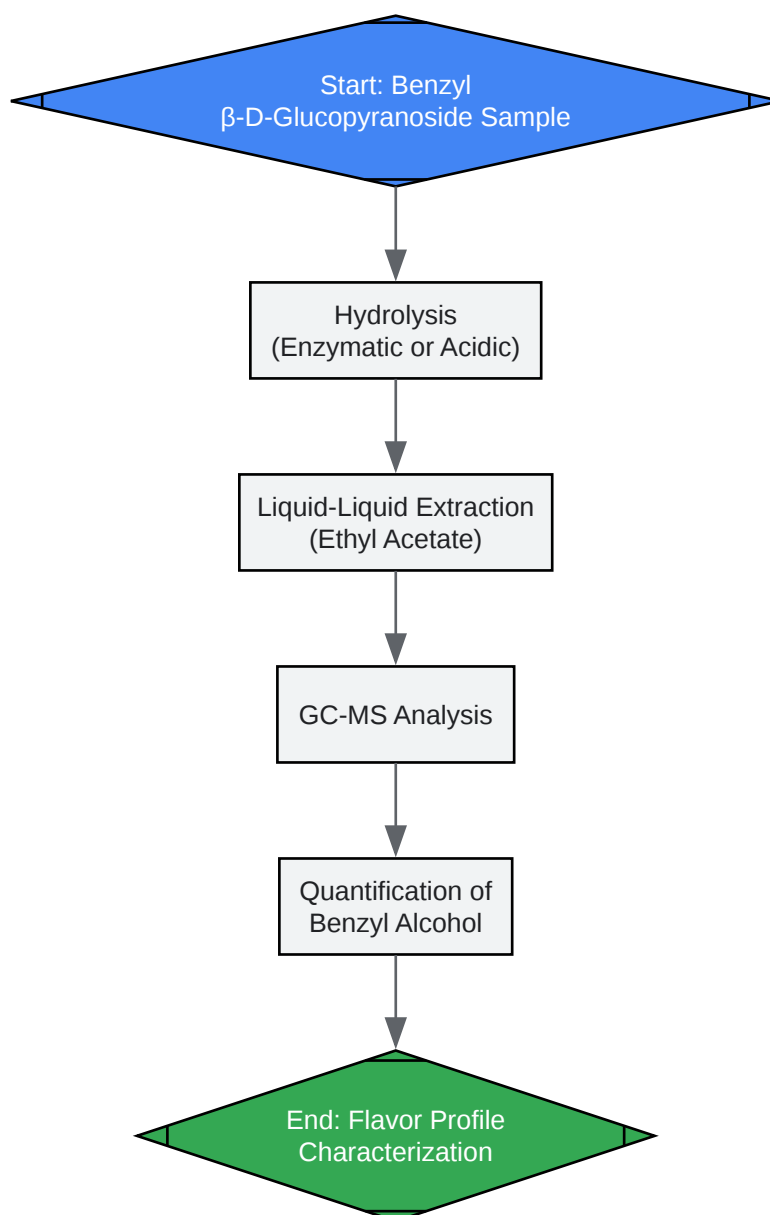 Start: Benzyl
β-D-Glucopyranoside Sample
Hydrolysis
(Enzymatic or Acidic)
Liquid-Liquid Extraction
(Ethyl Acetate)
GC-MS Analysis
Quantification of
Benzyl Alcohol
End: Flavor Profile
Characterization